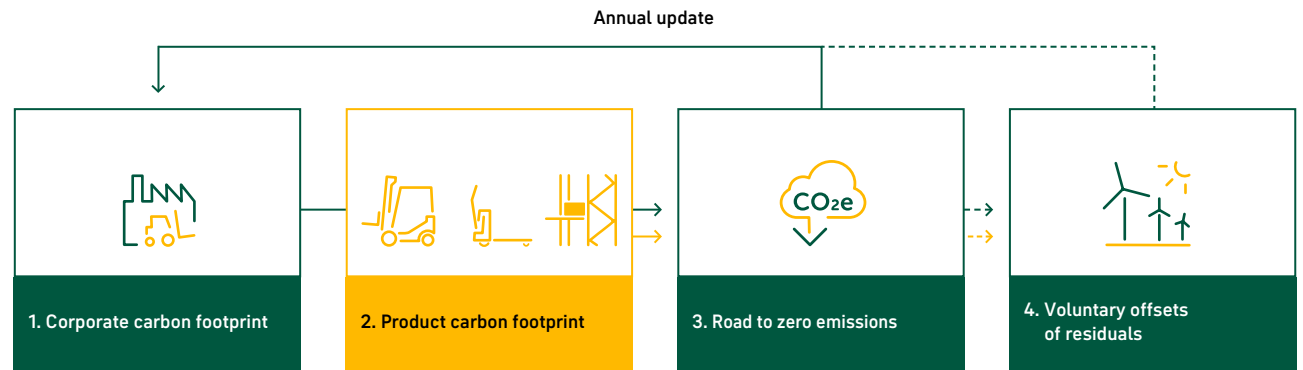 Annual update
CO₂e
1. Corporate carbon footprint
2. Product carbon footprint
3. Road to zero emissions
4. Voluntary offsets
of residuals